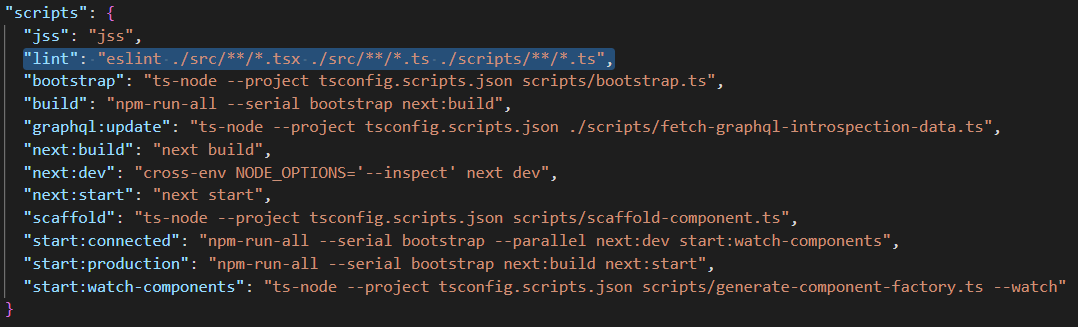 "scripts": {
"jss": "jss",
"lint": "eslint ./src/**/*.tsx ./src/**/*.ts ./scripts/**/*.ts",
"bootstrap": "ts-node --project tsconfig.scripts.json scripts/bootstrap.ts",
"build": "npm-run-all --serial bootstrap next:build",
"graphql:update": "ts-node --project tsconfig.scripts.json ./scripts/fetch-graphql-introspection-data.ts",
"next:build": "next build",
"next:dev": "cross-env NODE_OPTIONS='--inspect' next dev",
"next:start": "next start",
"scaffold": "ts-node --project tsconfig.scripts.json scripts/scaffold-component.ts",
"start:connected": "npm-run-all --serial bootstrap --parallel next:dev start:watch-components",
"start:production": "npm-run-all --serial bootstrap next:build next:start",
"start:watch-components": "ts-node --project tsconfig.scripts.json scripts/generate-component-factory.ts --watch"
}